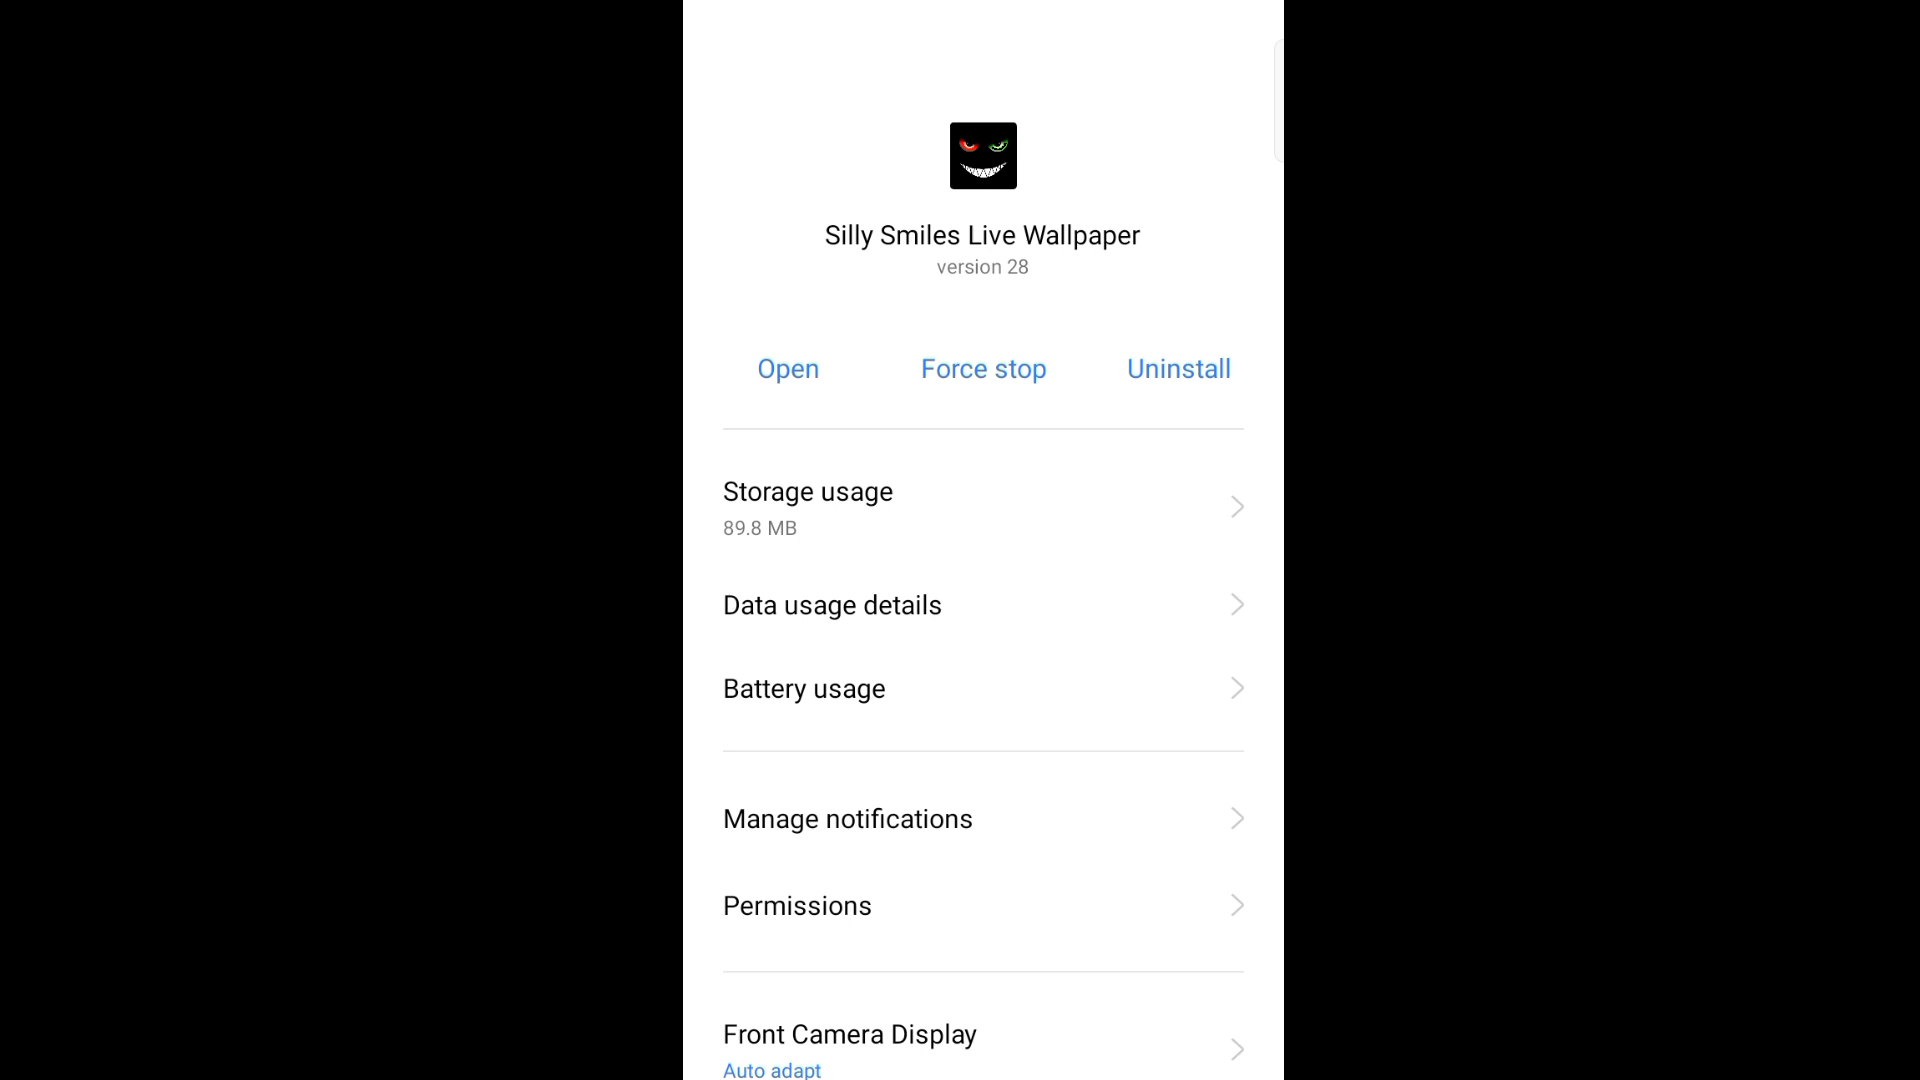 Silly Smiles Live Wallpaper
version 28
Open Force stop Uninstall
Storage usage
89.8 MB
Data usage details
Battery usage
Manage notifications
Permissions
Front Camera Display
Auto adapt